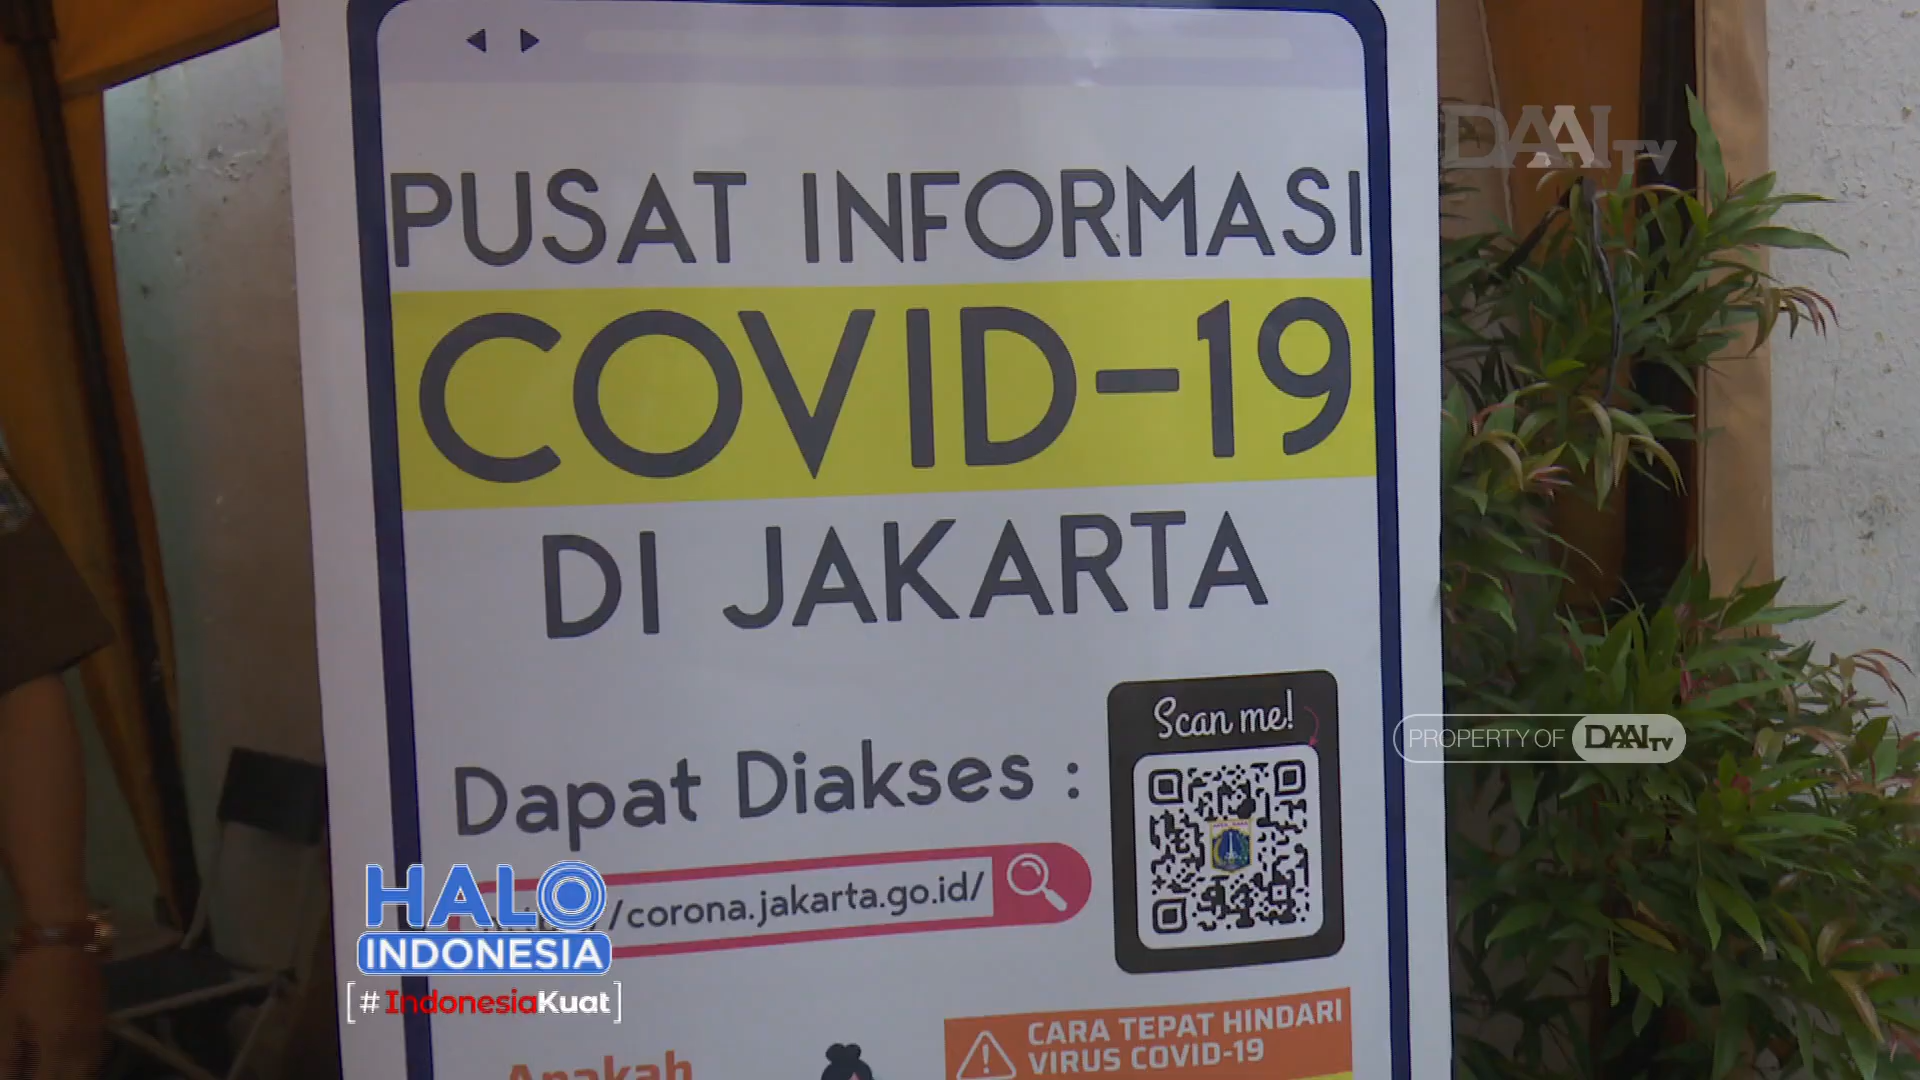 DAAI TV
PUSAT INFORMASI
COVID-19
DI JAKARTA
Scan me!
PROPERTY OF DAAI TV
Dapat Diakses :
/corona.jakarta.go.id/
HALO
INDONESIA
[#IndonesiaKuat]
CARA TEPAT HINDARI
VIRUS COVID-19
Apakah